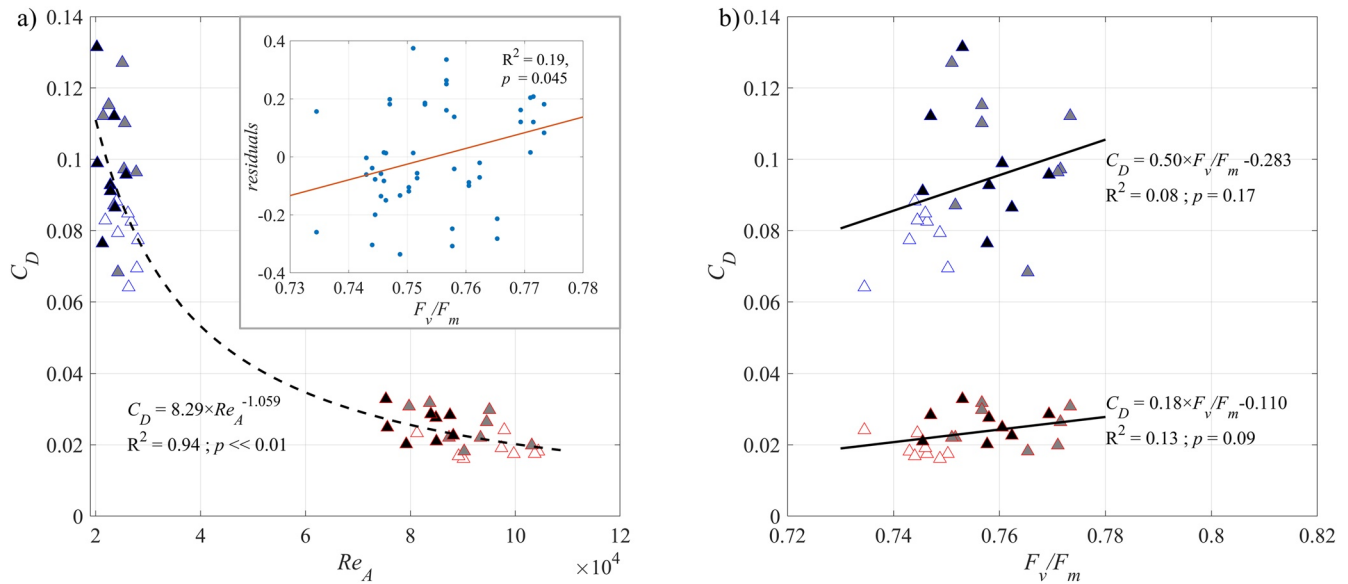 a)
0.14
0.12
0.1
0.08
0.06
0.04
0.02
0
C_D
2
4
6
8
10
12
×10⁴
Re_A
C_D = 8.29×Re_A^-1.059
R² = 0.94 ; p << 0.01
0.4
0.2
0
-0.2
-0.4
residuals
0.73
0.74
0.75
0.76
0.77
0.78
F_v/F_m
R² = 0.19,
p = 0.045
b)
0.14
0.12
0.1
0.08
0.06
0.04
0.02
0
C_D
0.72
0.74
0.76
0.78
0.8
0.82
F_v/F_m
C_D = 0.50×F_v/F_m-0.283
R² = 0.08 ; p = 0.17
C_D = 0.18×F_v/F_m-0.110
R² = 0.13 ; p = 0.09